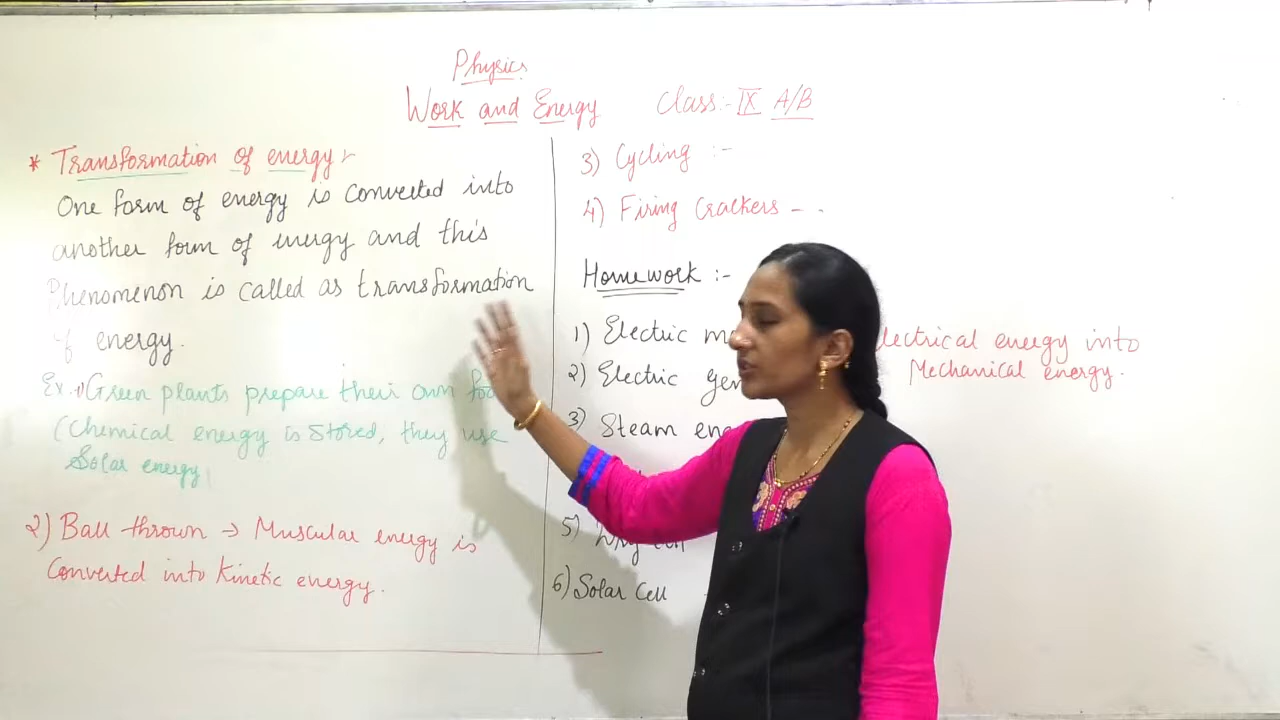 Physics
Work and Energy Class:- IX A/B
* Transformation of energy:-
One form of energy is converted into
another form of energy and this
Phenomenon is called as transformation
of energy.
Ex. 1) Green plants prepare their own
(Chemical energy is stored, they use
Solar energy)
2) Ball thrown → Muscular energy is
converted into kinetic energy.
3) Cycling :-
4) Firing Crackers - .
Homework :-
1) Electric
Electrical energy into
Mechanical energy.
2) Electric
3) Steam
5) Dry cell
6) Solar Cell